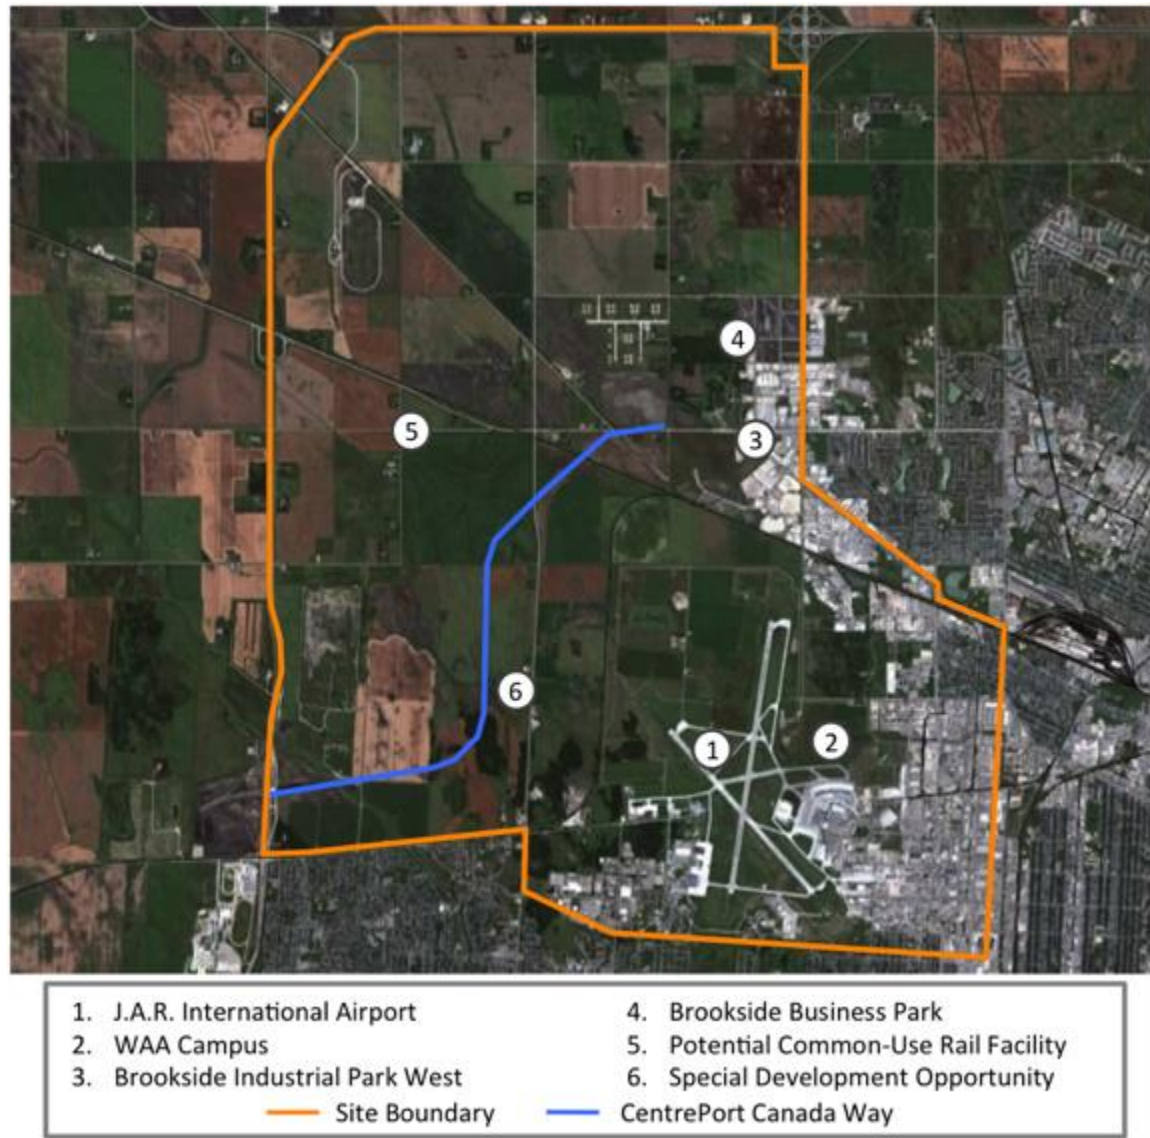 4
3
5
6
1
2
1. J.A.R. International Airport
2. WAA Campus
3. Brookside Industrial Park West
4. Brookside Business Park
5. Potential Common-Use Rail Facility
6. Special Development Opportunity
Site Boundary
CentrePort Canada Way